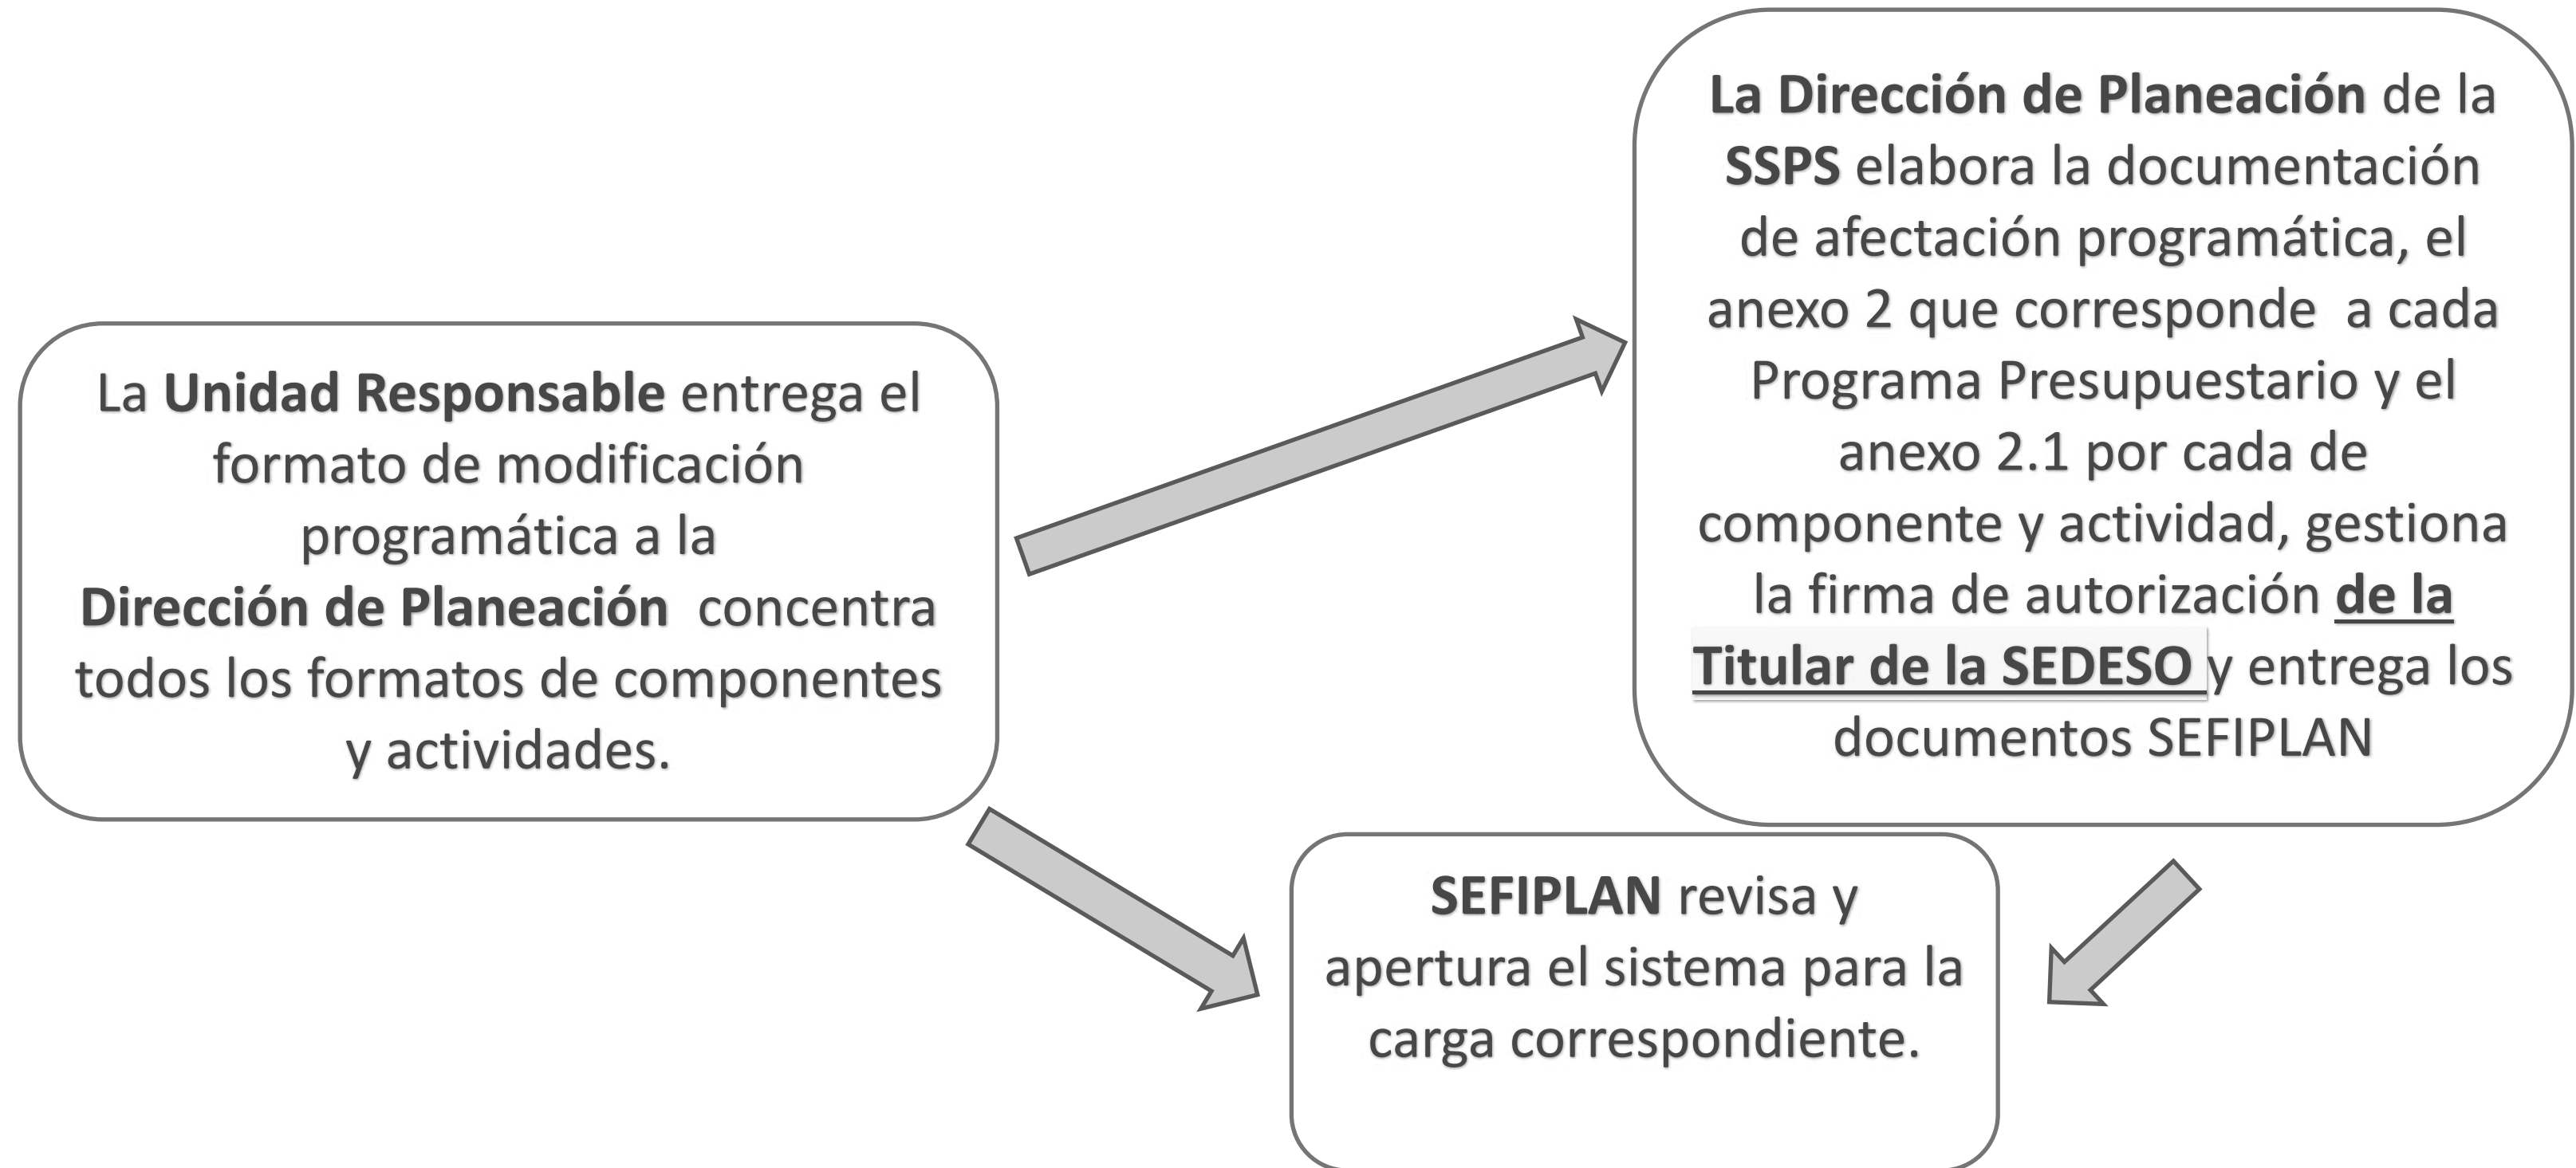 La Unidad Responsable entrega el
formato de modificación
programática a la
Dirección de Planeación concentra
todos los formatos de componentes
y actividades.
La Dirección de Planeación de la
SSPS elabora la documentación
de afectación programática, el
anexo 2 que corresponde a cada
Programa Presupuestario y el
anexo 2.1 por cada de
componente y actividad, gestiona
la firma de autorización de la
Titular de la SEDESO y entrega los
documentos SEFIPLAN
SEFIPLAN revisa y
apertura el sistema para la
carga correspondiente.